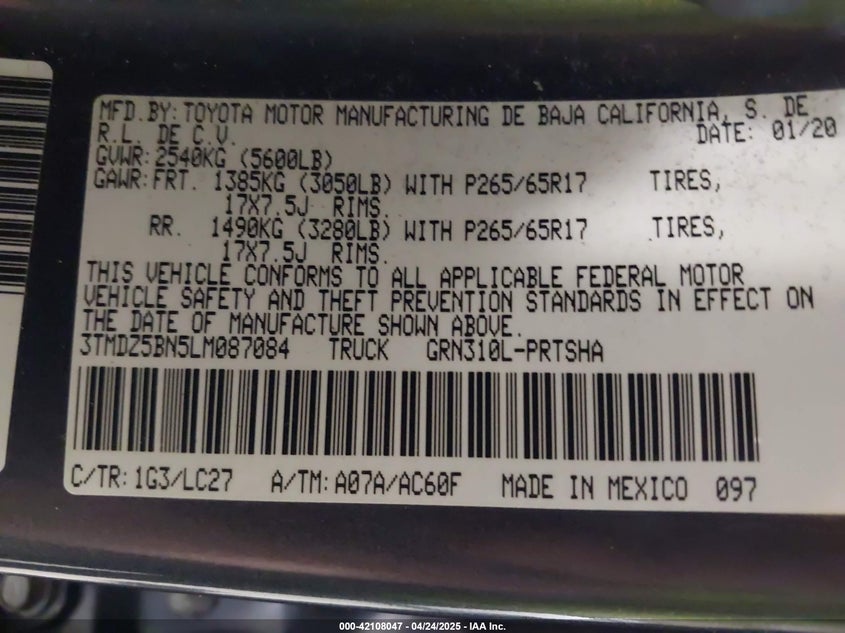 MFD.BY:TOYOTA MOTOR MANUFACTURING DE BAJA CALIFORNIA, S. DE
R.L. DE C.V. DATE: 01/20
GVWR:2540KG (5600LB)
GAWR:FRT. 1385KG (3050LB) WITH P265/65R17 TIRES,
17X7.5J RIMS.
RR. 1490KG (3280LB) WITH P265/65R17 TIRES,
17X7.5J RIMS.
THIS VEHICLE CONFORMS TO ALL APPLICABLE FEDERAL MOTOR
VEHICLE SAFETY AND THEFT PREVENTION STANDARDS IN EFFECT ON
THE DATE OF MANUFACTURE SHOWN ABOVE.
3TMDZ5BN5LM087084 TRUCK GRN310L-PRTSHA
C/TR:1G3/LC27 A/TM:A07A/AC60F MADE IN MEXICO 097
000-42108047 - 04/24/2025 - IAA Inc.